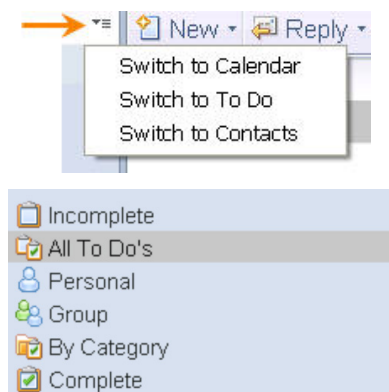 New Reply
Switch to Calendar
Switch to To Do
Switch to Contacts
Incomplete
All To Do's
Personal
Group
By Category
Complete